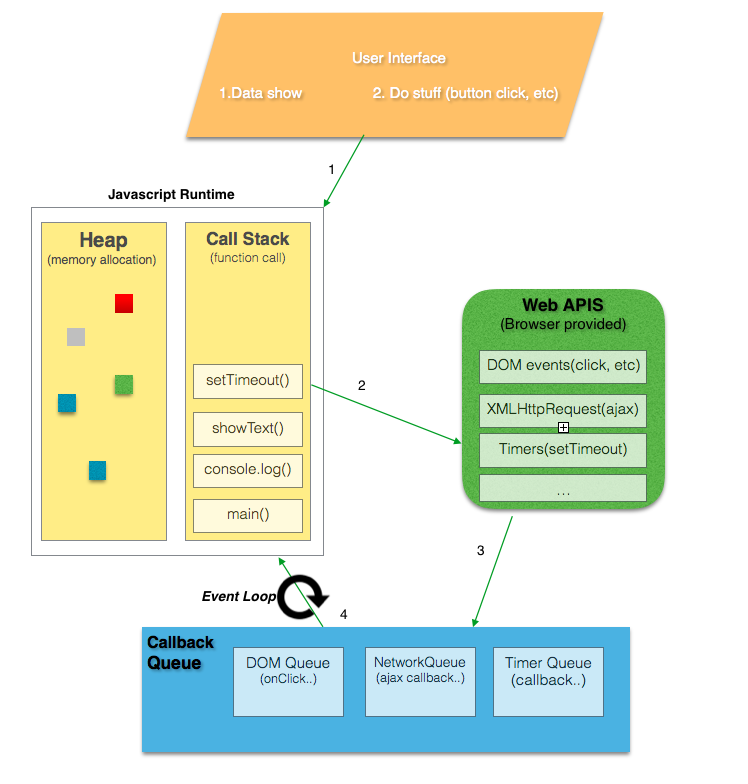 User Interface
1.Data show
2. Do stuff (button click, etc)
1
Javascript Runtime
Heap
(memory allocation)
Call Stack
(function call)
setTimeout()
showText()
console.log()
main()
2
Web APIS
(Browser provided)
DOM events(click, etc)
XMLHttpRequest(ajax)
Timers(setTimeout)
...
3
Event Loop
4
Callback
Queue
DOM Queue
(onClick..)
NetworkQueue
(ajax callback..)
Timer Queue
(callback..)